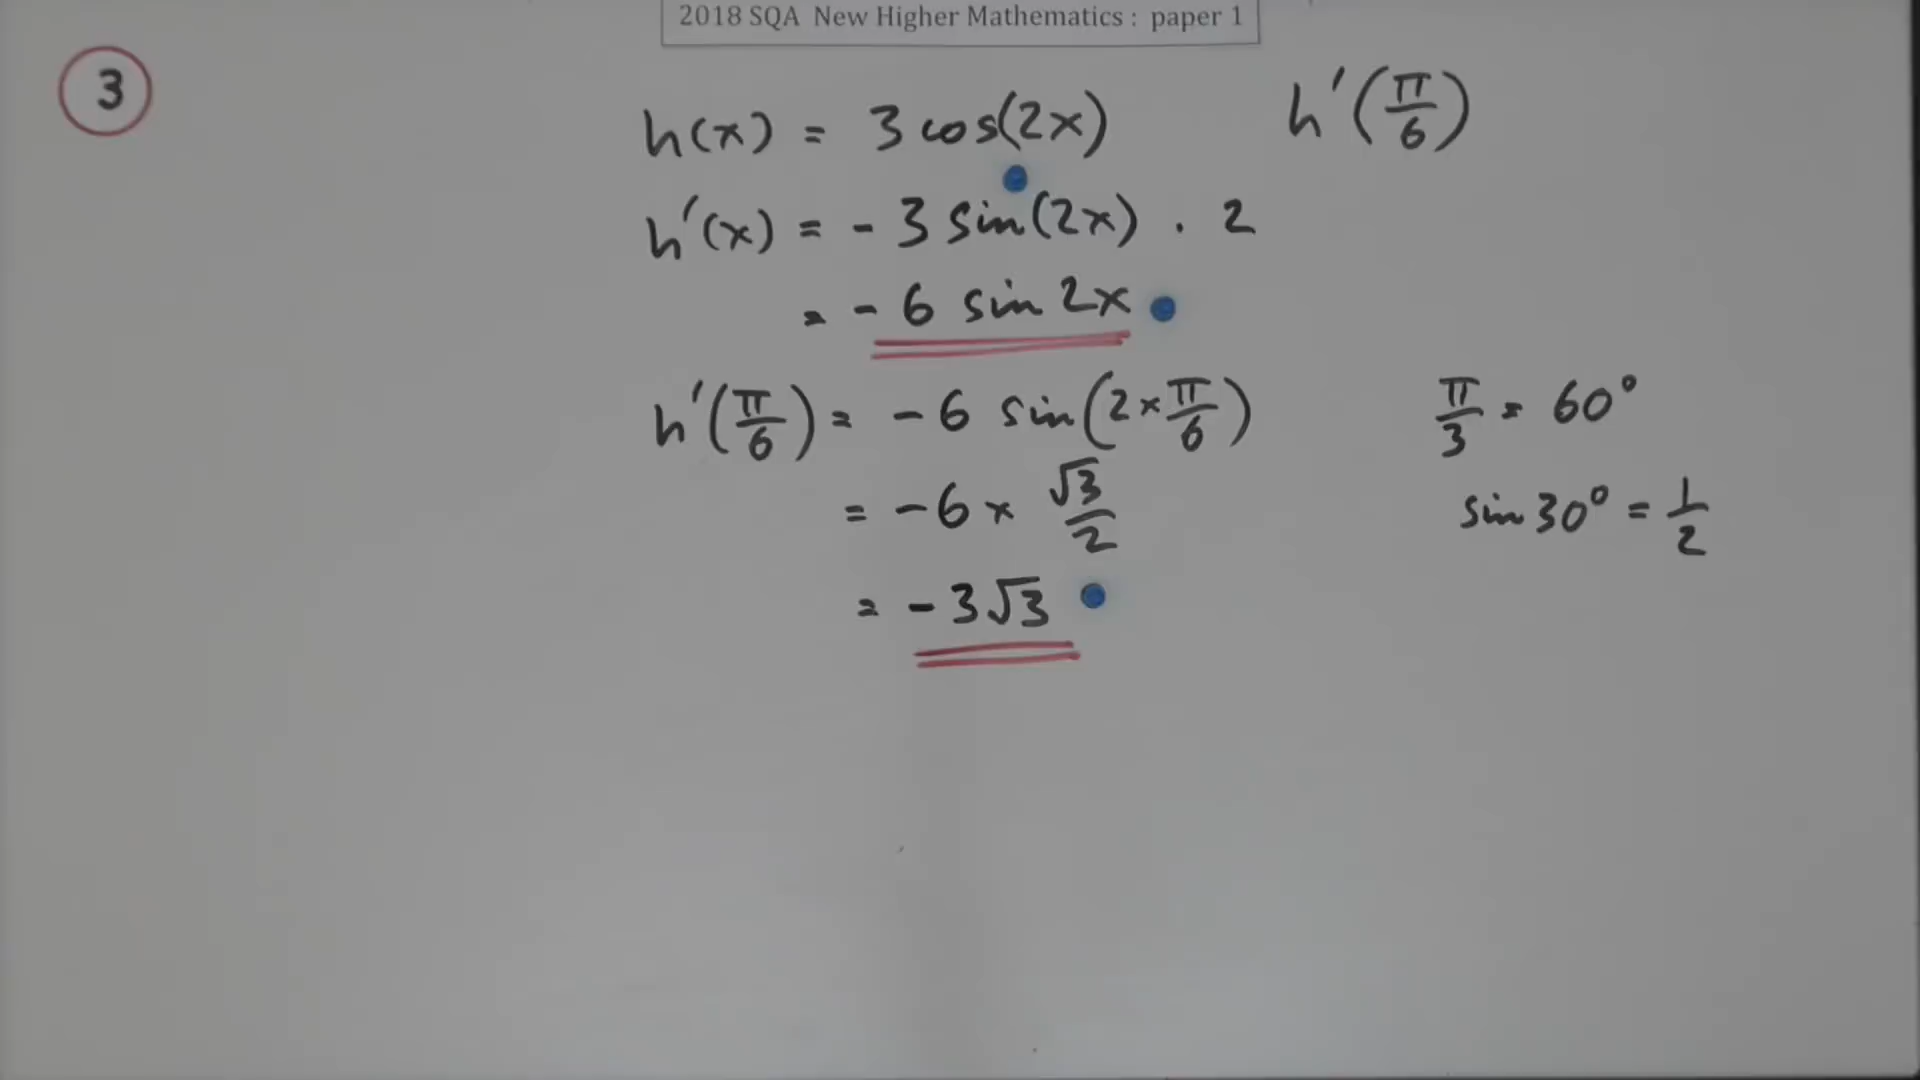 2018 SQA New Higher Mathematics : paper 1
3
h(x) = 3 cos(2x)
h'(π/6)
h'(x) = - 3 sin(2x) . 2
= - 6 sin 2x
h'(π/6) = - 6 sin(2 × π/6)
π/3 = 60°
= - 6 × √3/2
sin 30° = 1/2
= - 3√3